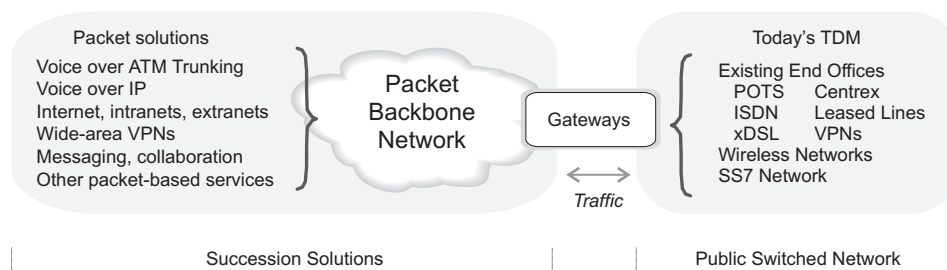 Packet solutions
Voice over ATM Trunking
Voice over IP
Internet, intranets, extranets
Wide-area VPNs
Messaging, collaboration
Other packet-based services
Packet
Backbone
Network
Gateways
Traffic
Today's TDM
Existing End Offices
POTS Centrex
ISDN Leased Lines
xDSL VPNs
Wireless Networks
SS7 Network
Succession Solutions
Public Switched Network